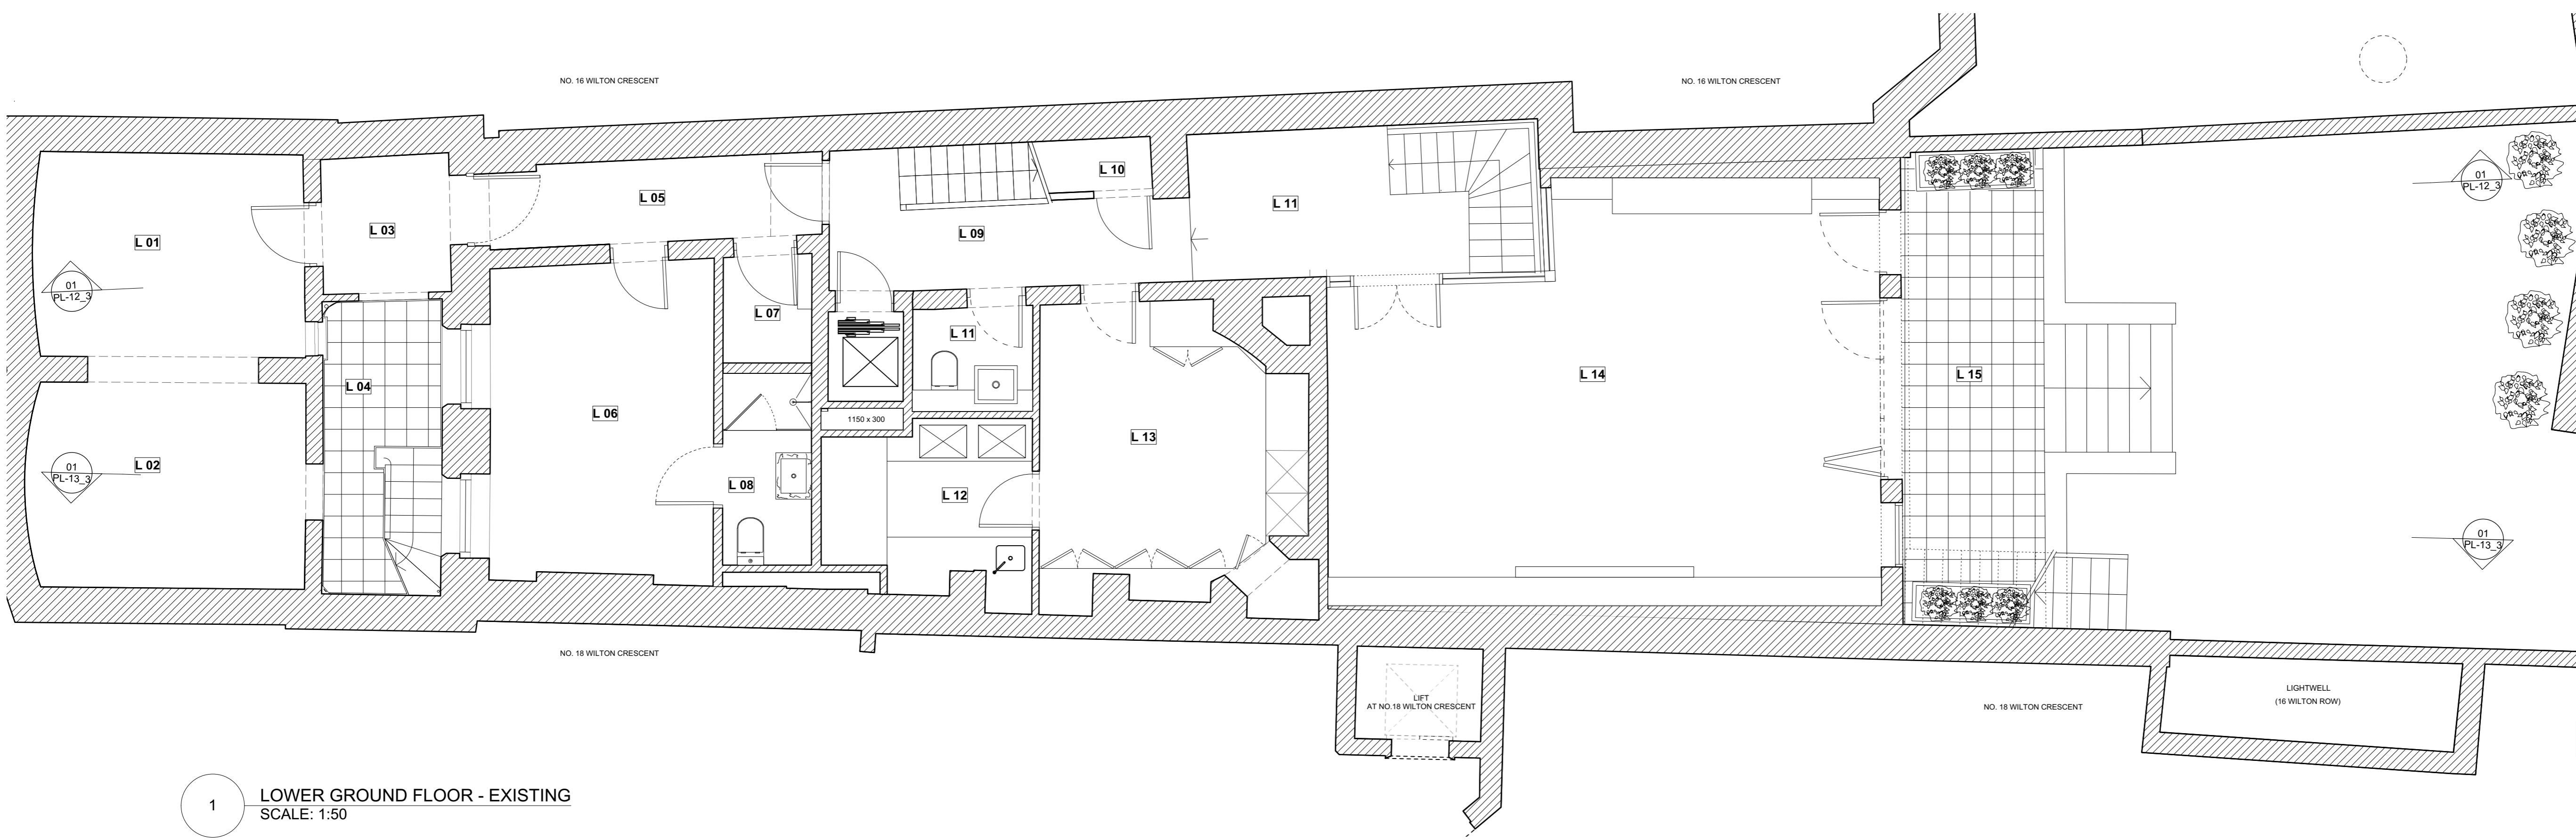 NO. 16 WILTON CRESCENT
NO. 16 WILTON CRESCENT
L 10
01
PL-12_3
L 05
L 11
L 03
L 09
L 01
01
PL-12_3
L 07
L 11
L 04
L 14
L 15
L 06
1150 x 300
L 13
L 02
01
PL-13_3
L 08
L 12
01
PL-13_3
NO. 18 WILTON CRESCENT
LIFT
AT NO.18 WILTON CRESCENT
NO. 18 WILTON CRESCENT
LIGHTWELL
(16 WILTON ROW)
1
LOWER GROUND FLOOR - EXISTING
SCALE: 1:50